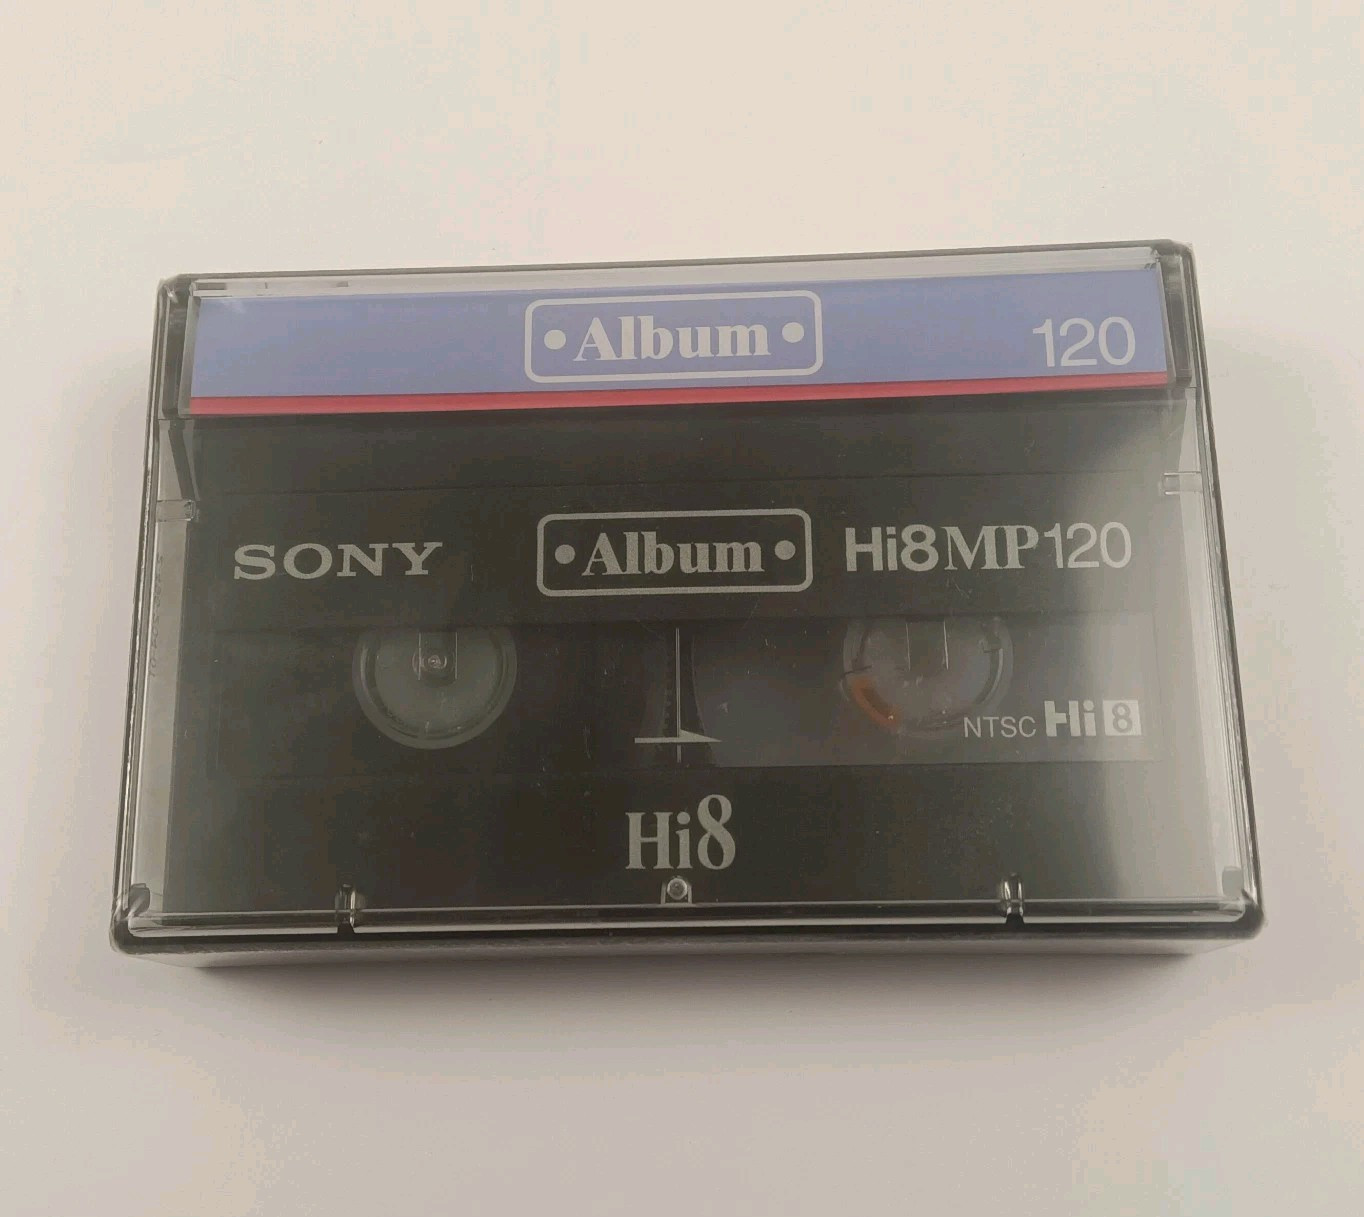 •Album•
120
SONY •Album• Hi8MP120
NTSC Hi8
Hi8